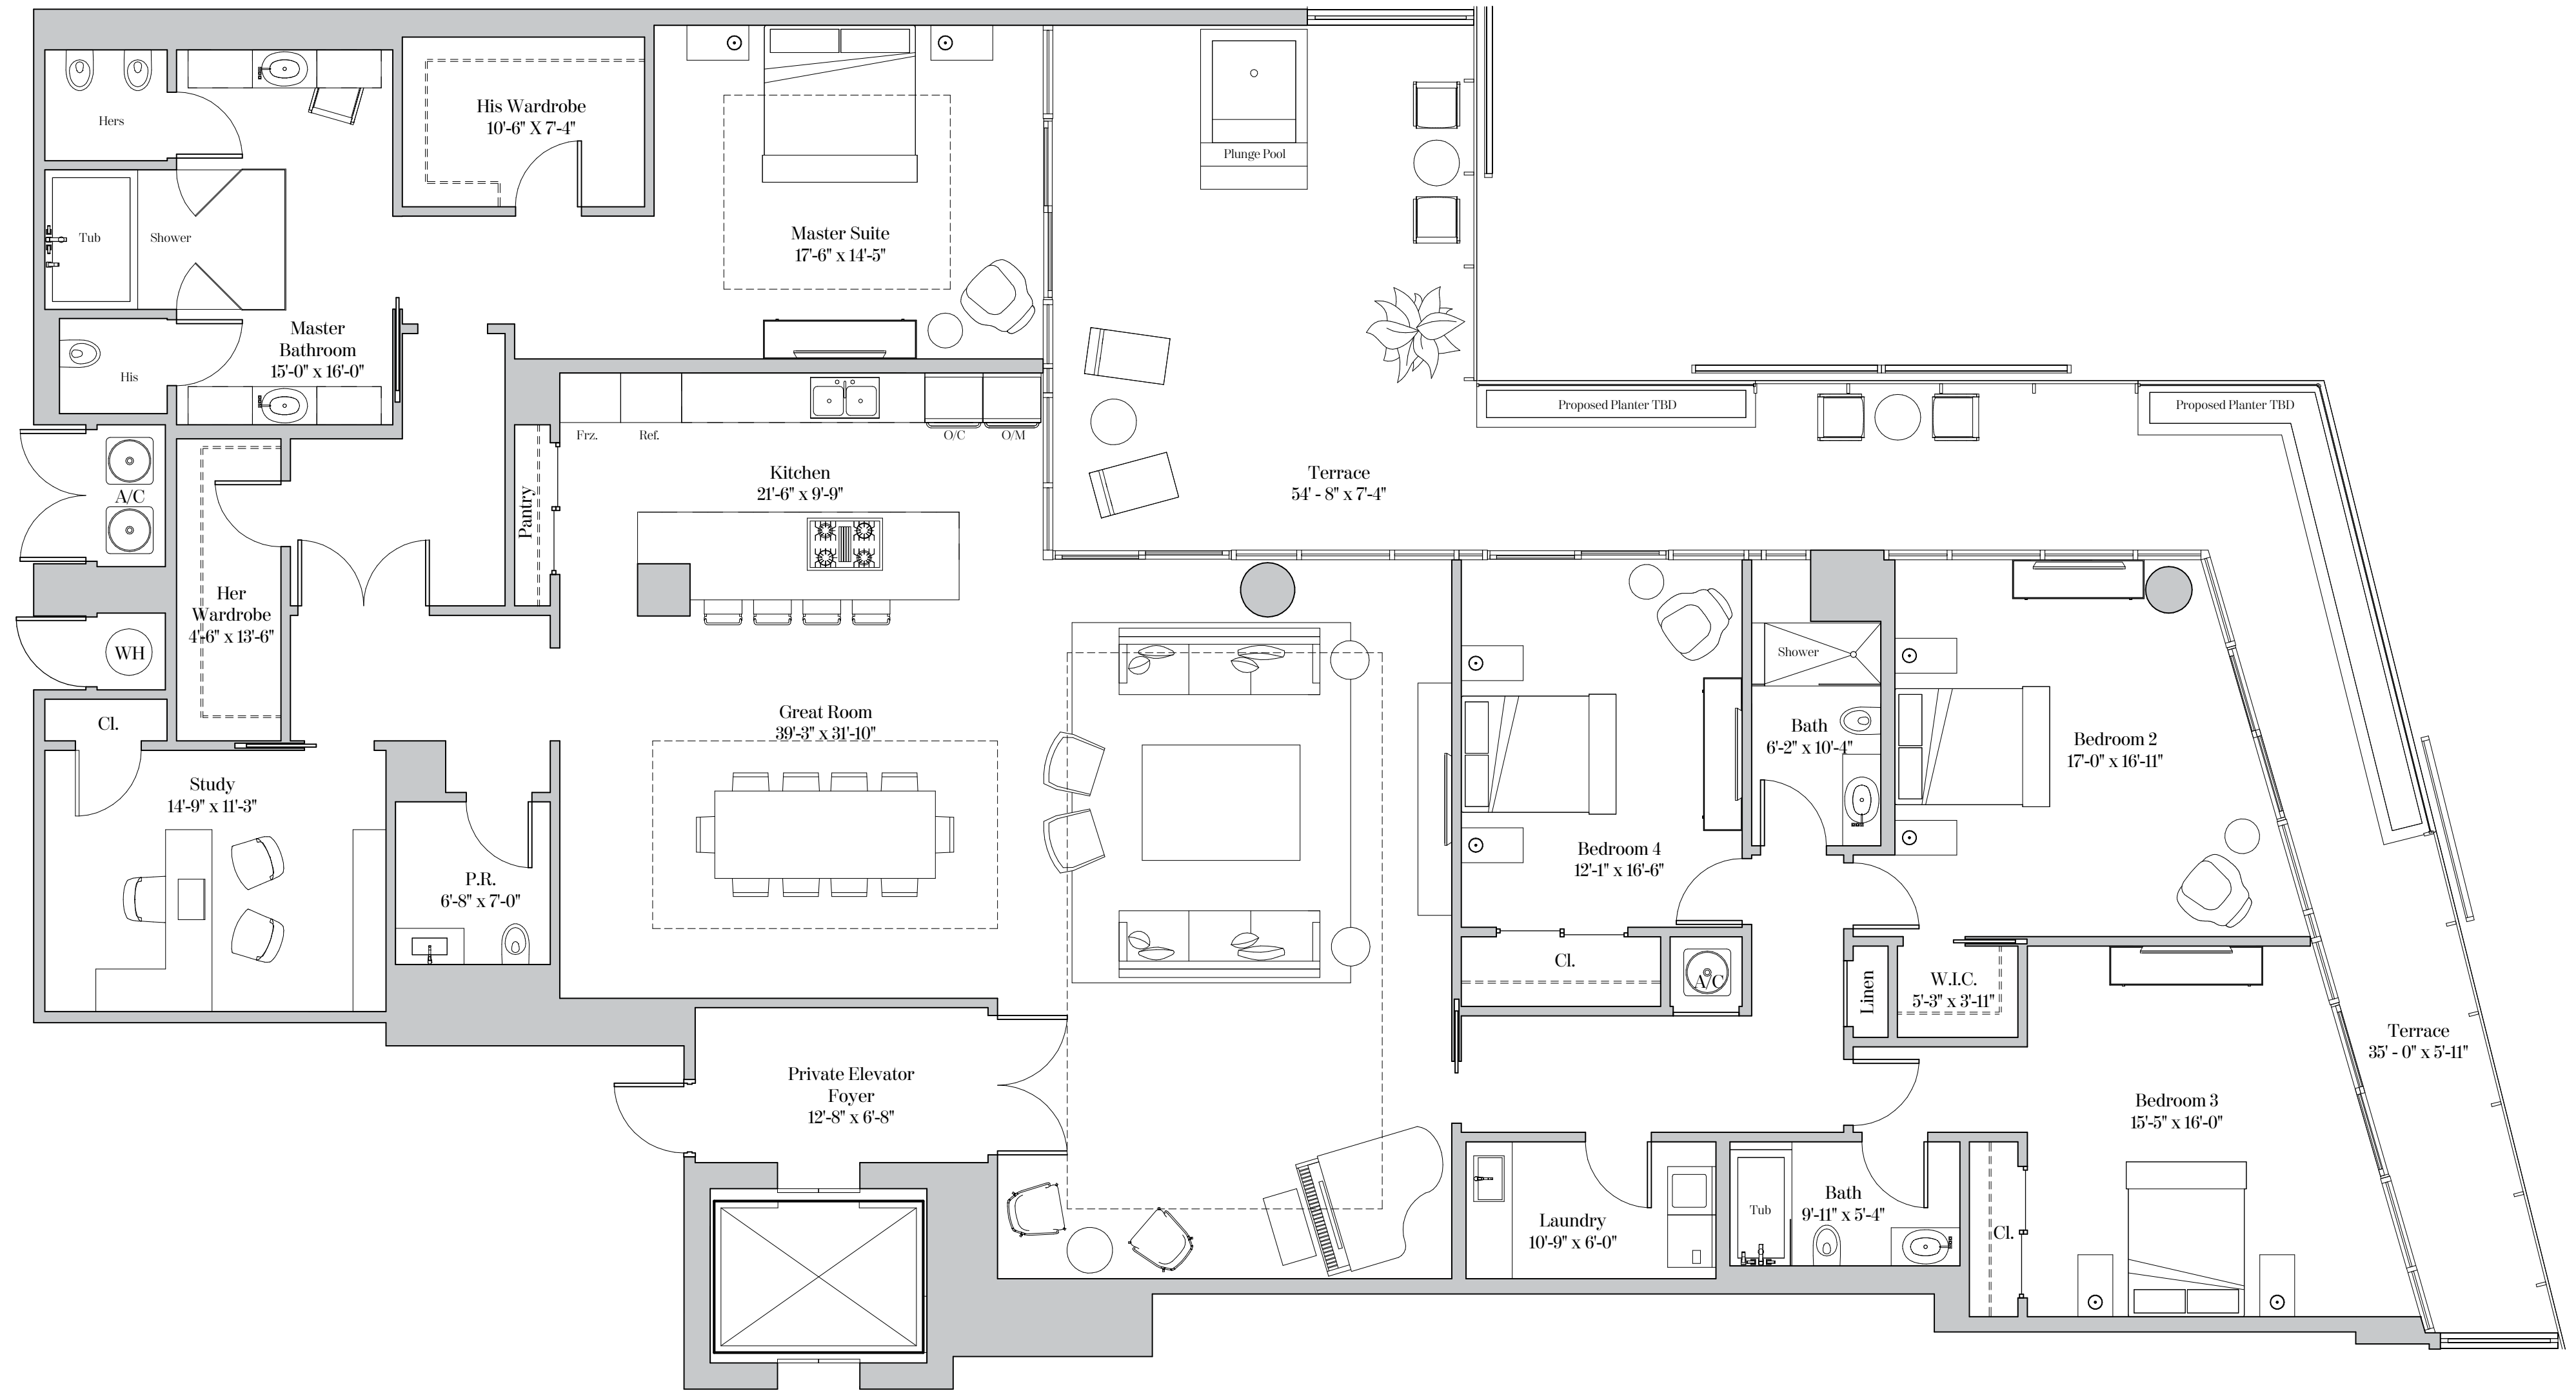 Hers
His Wardrobe
10'-6" X 7'-4"
Plunge Pool
Tub
Shower
Master Suite
17'-6" x 14'-5"
Master
Bathroom
15'-0" x 16'-0"
His
Frz.
Ref.
O/C
O/M
Proposed Planter TBD
Proposed Planter TBD
A/C
Pantry
Kitchen
21'-6" x 9'-9"
Terrace
54' - 8" x 7'-4"
Her
Wardrobe
4'-6" x 13'-6"
WH
Shower
Cl.
Great Room
39'-3" x 31'-10"
Bath
6'-2" x 10'-4"
Bedroom 2
17'-0" x 16'-11"
Study
14'-9" x 11'-3"
P.R.
6'-8" x 7'-0"
Bedroom 4
12'-1" x 16'-6"
Cl.
A/C
Linen
W.I.C.
5'-3" x 3'-11"
Terrace
35' - 0" x 5'-11"
Private Elevator
Foyer
12'-8" x 6'-8"
Bedroom 3
15'-5" x 16'-0"
Laundry
10'-9" x 6'-0"
Tub
Bath
9'-11" x 5'-4"
Cl.